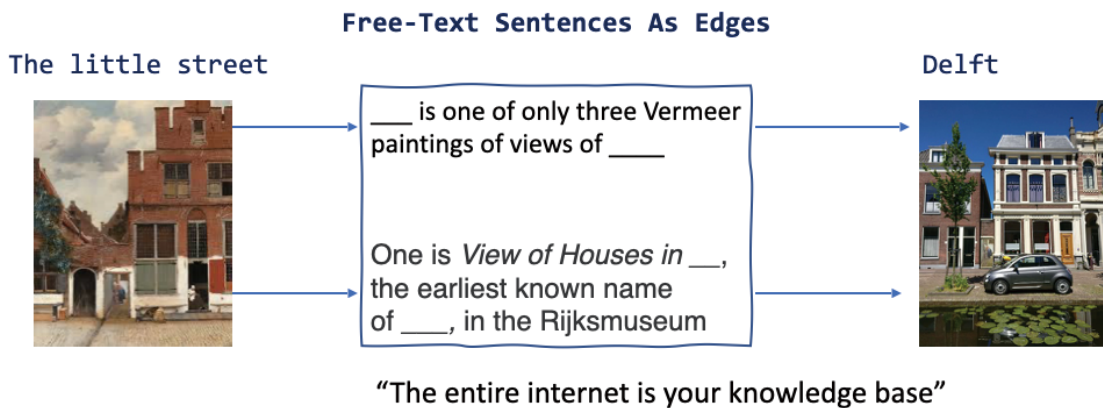 Free-Text Sentences As Edges
The little street
Delft
___ is one of only three Vermeer
paintings of views of ____
One is View of Houses in __,
the earliest known name
of ___, in the Rijksmuseum
“The entire internet is your knowledge base”